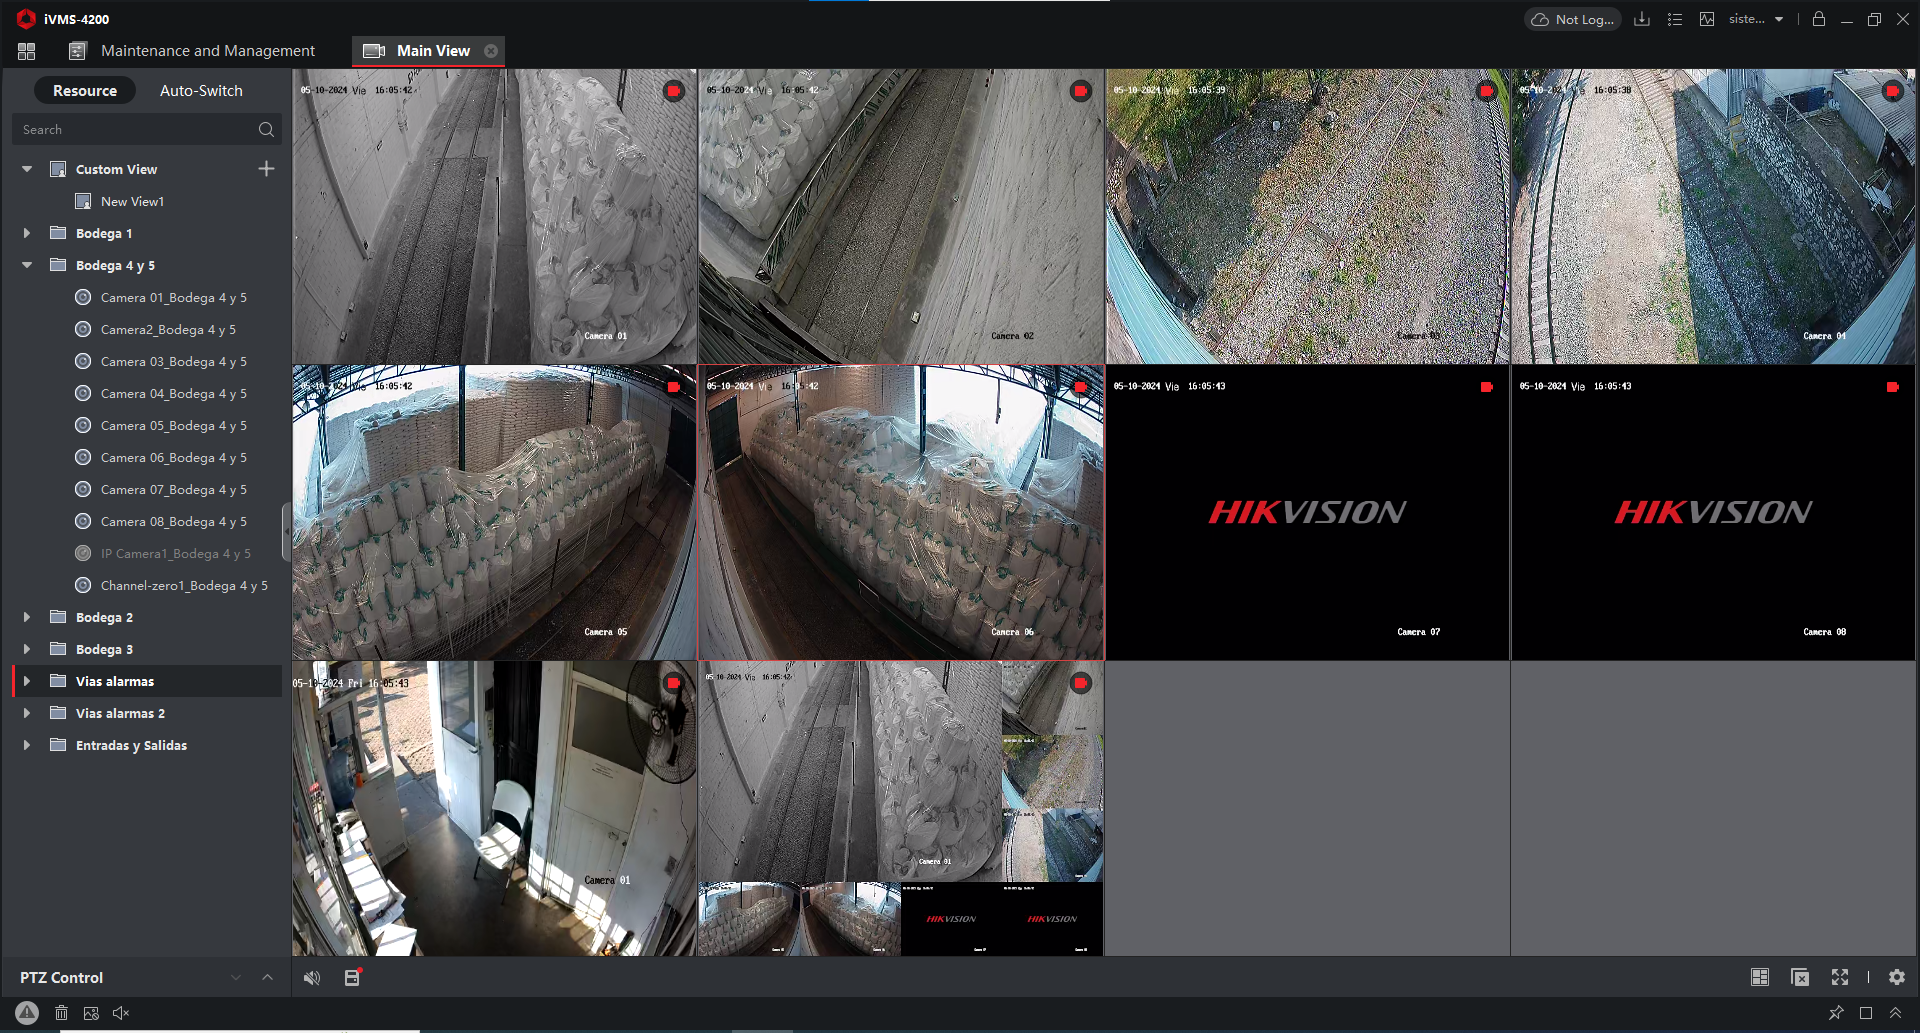 iVMS-4200
Not Log...
siste...
Maintenance and Management
Main View
Resource
Auto-Switch
Search
Custom View
New View1
Bodega 1
Bodega 4 y 5
Camera 01_Bodega 4 y 5
Camera2_Bodega 4 y 5
Camera 03_Bodega 4 y 5
Camera 04_Bodega 4 y 5
Camera 05_Bodega 4 y 5
Camera 06_Bodega 4 y 5
Camera 07_Bodega 4 y 5
Camera 08_Bodega 4 y 5
IP Camera1_Bodega 4 y 5
Channel-zero1_Bodega 4 y 5
Bodega 2
Bodega 3
Vias alarmas
Vias alarmas 2
Entradas y Salidas
PTZ Control
05-10-2024 Vie 16:05:42
Camera 01
05-10-2024 Vie 16:05:42
Camera 02
05-10-2024 Vie 16:05:39
Camera 03
05-10-2024 Vie 16:05:38
Camera 04
05-10-2024 Vie 16:05:42
Camera 05
05-10-2024 Vie 16:05:42
Camera 06
05-10-2024 Vie 16:05:43
HIKVISION
Camera 07
05-10-2024 Vie 16:05:43
HIKVISION
Camera 08
05-10-2024 Fri 16:05:43
Camera 01
05-10-2024 Vie 16:05:42
Camera 01
HIKVISION
HIKVISION